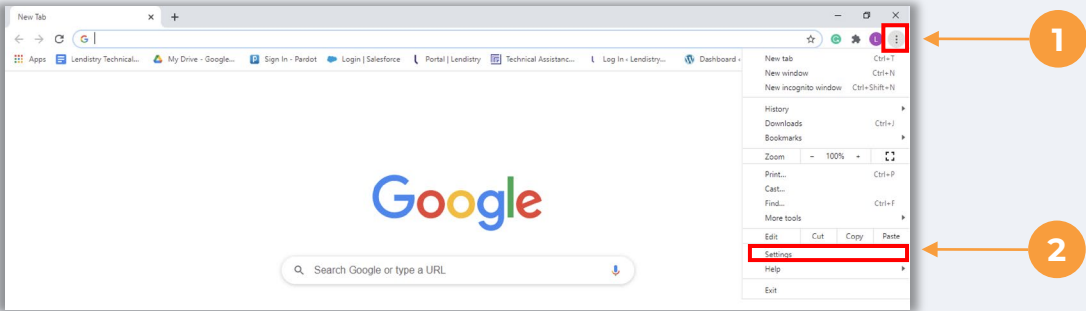 New Tab
G
L
1
Apps Lendistry Technical... My Drive - Google... Sign In - Pardot Login | Salesforce Portal | Lendistry Technical Assistanc... Log In ‹ Lendistry... Dashboard ‹
New tab Ctrl+T
New window Ctrl+N
New incognito window Ctrl+Shift+N
History
Downloads Ctrl+J
Bookmarks
Zoom - 100% +
Print... Ctrl+P
Cast...
Find... Ctrl+F
More tools
Edit Cut Copy Paste
Settings
2
Help
Exit
Google
Search Google or type a URL